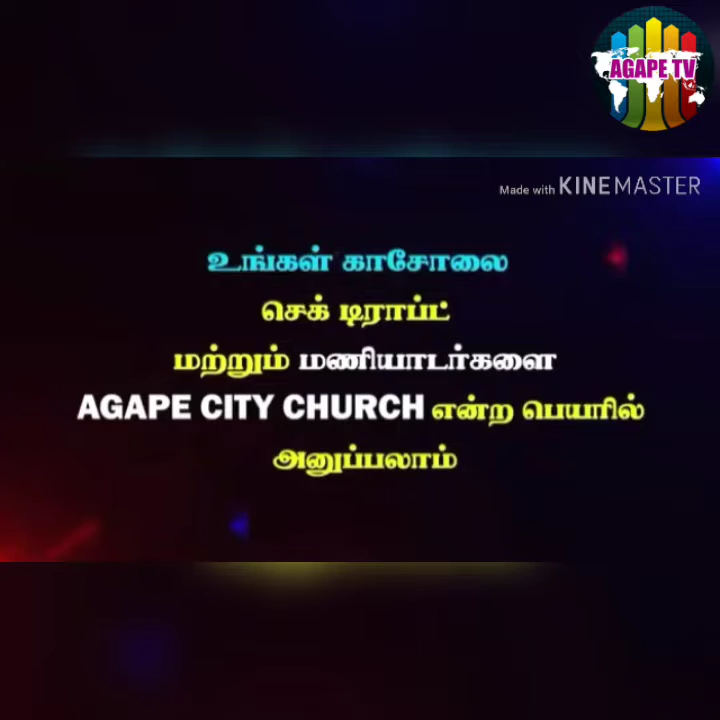 AGAPE TV
Made with KINEMASTER
உங்கள் காசோலை
செக் டிராப்ட்
மற்றும் மணியாடர்களை
AGAPE CITY CHURCH என்ற பெயரில்
அனுப்பலாம்